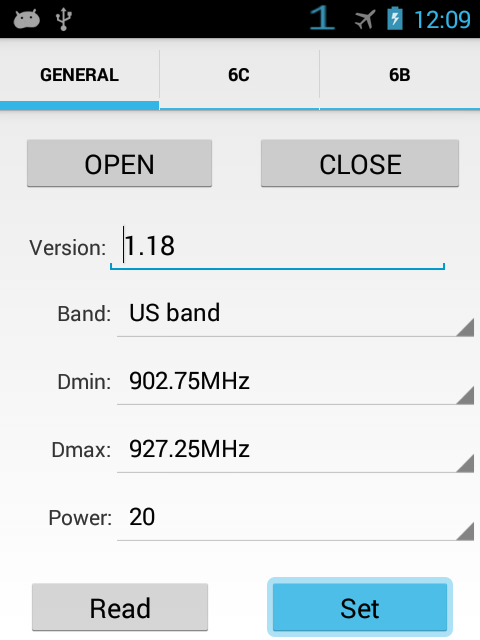 1 12:09
GENERAL 6C 6B
OPEN CLOSE
Version: 1.18
Band: US band
Dmin: 902.75MHz
Dmax: 927.25MHz
Power: 20
Read Set